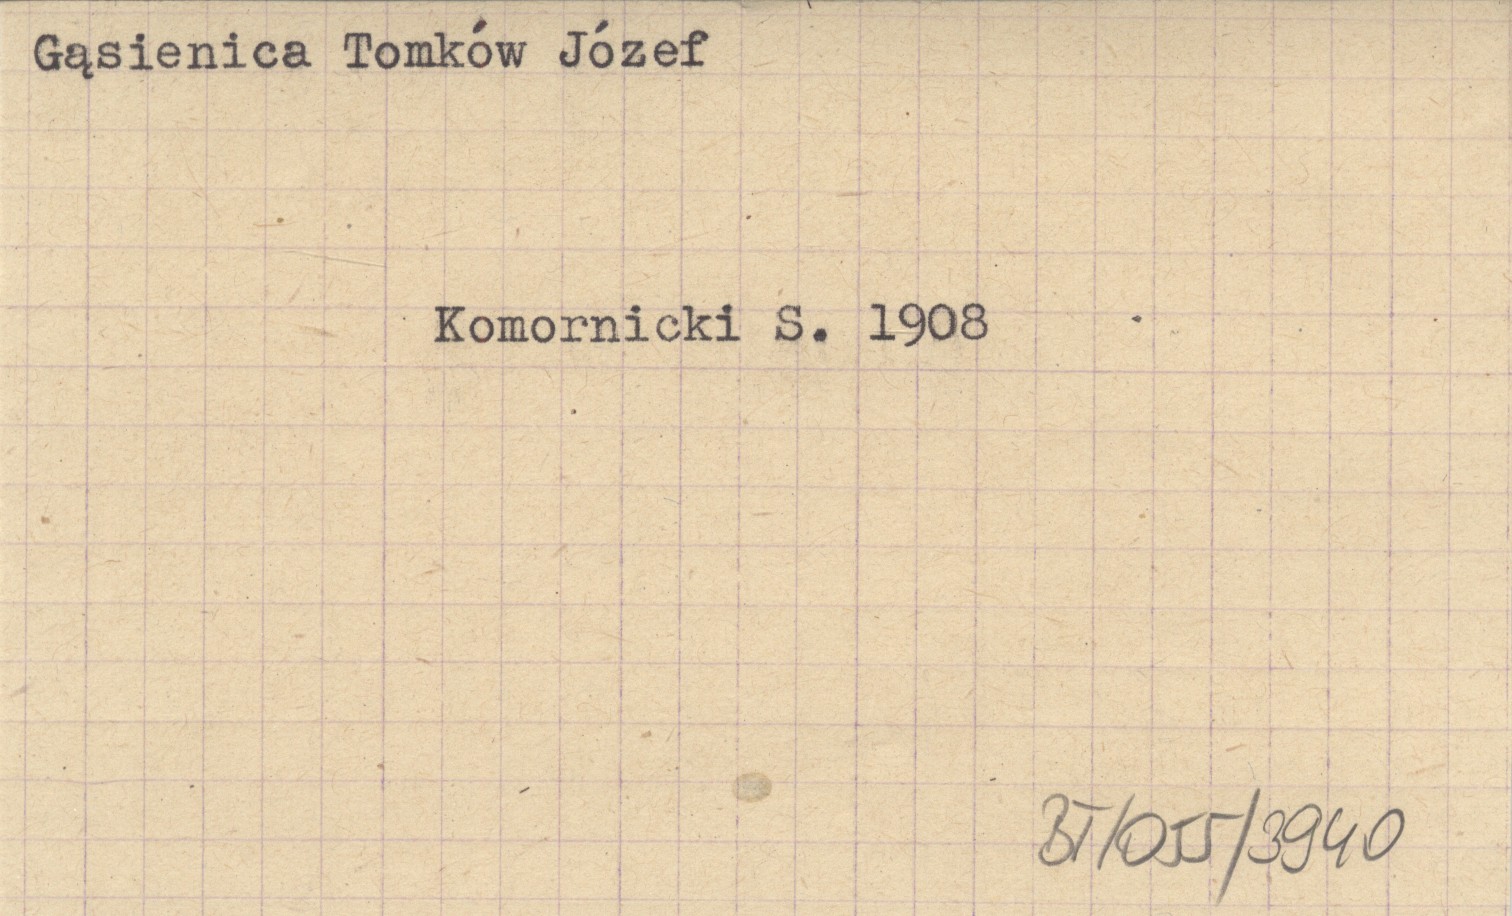 Gąsienica Tomków Józef
Komornicki S. 1908
BT/055/3940